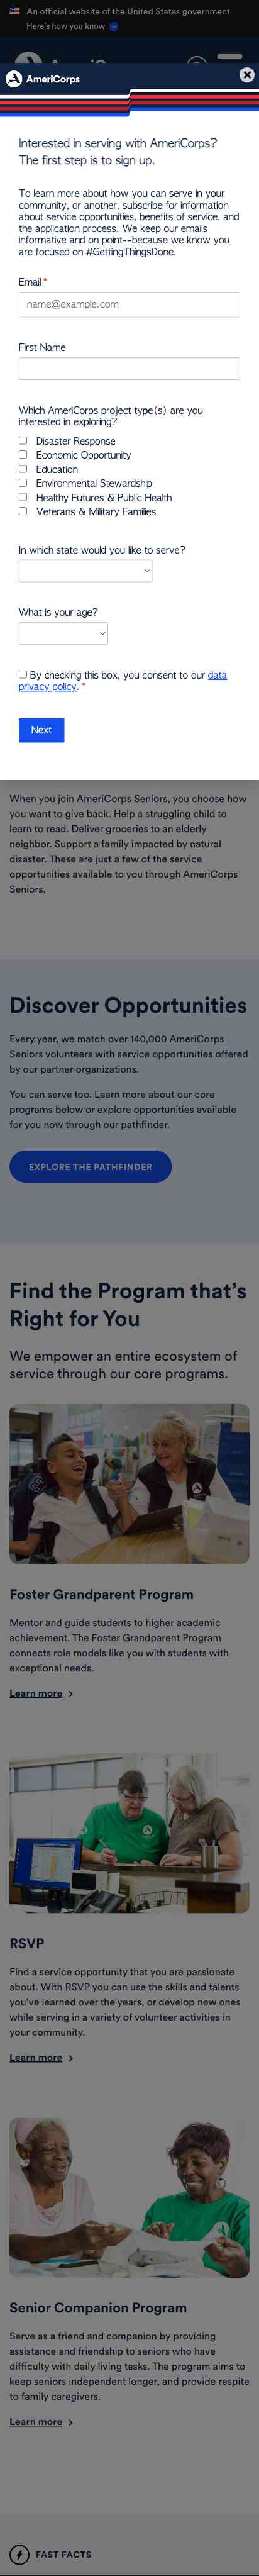 An official website of the United States government
Here's how you know
AmeriCorps
Interested in serving with AmeriCorps?
The first step is to sign up.
To learn more about how you can serve in your
community, or another, subscribe for information
about service opportunities, benefits of service, and
the application process. We keep our emails
informative and on point--because we know you
are focused on #GettingThingsDone.
Email *
name@example.com
First Name
Which AmeriCorps project type(s) are you
interested in exploring?
Disaster Response
Economic Opportunity
Education
Environmental Stewardship
Healthy Futures & Public Health
Veterans & Military Families
In which state would you like to serve?
What is your age?
By checking this box, you consent to our data
privacy policy. *
Next
When you join AmeriCorps Seniors, you choose how
you want to give back. Help a struggling child to
learn to read. Deliver groceries to an elderly
neighbor. Support a family impacted by natural
disaster. These are just a few of the service
opportunities available to you through AmeriCorps
Seniors.
Discover Opportunities
Every year, we match over 140,000 AmeriCorps
Seniors volunteers with service opportunities offered
by our partner organizations.
You can serve too. Learn more about our core
programs below or explore opportunities available
for you now through our pathfinder.
EXPLORE THE PATHFINDER
Find the Program that's
Right for You
We empower an entire ecosystem of
service through our core programs.
Foster Grandparent Program
Mentor and guide students to higher academic
achievement. The Foster Grandparent Program
connects role models like you with students with
exceptional needs.
Learn more
RSVP
Find a service opportunity that you are passionate
about. With RSVP you can use the skills and talents
you've learned over the years, or develop new ones
while serving in a variety of volunteer activities in
your community.
Learn more
Senior Companion Program
Serve as a friend and companion by providing
assistance and friendship to seniors who have
difficulty with daily living tasks. The program aims to
keep seniors independent longer, and provide respite
to family caregivers.
Learn more
FAST FACTS